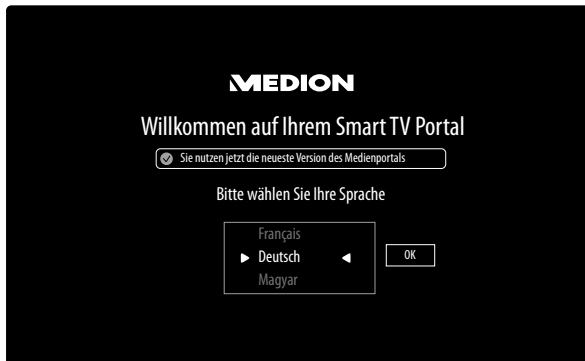 MEDION
Willkommen auf Ihrem Smart TV Portal
Sie nutzen jetzt die neueste Version des Medienportals
Bitte wählen Sie Ihre Sprache
Français
Deutsch
OK
Magyar